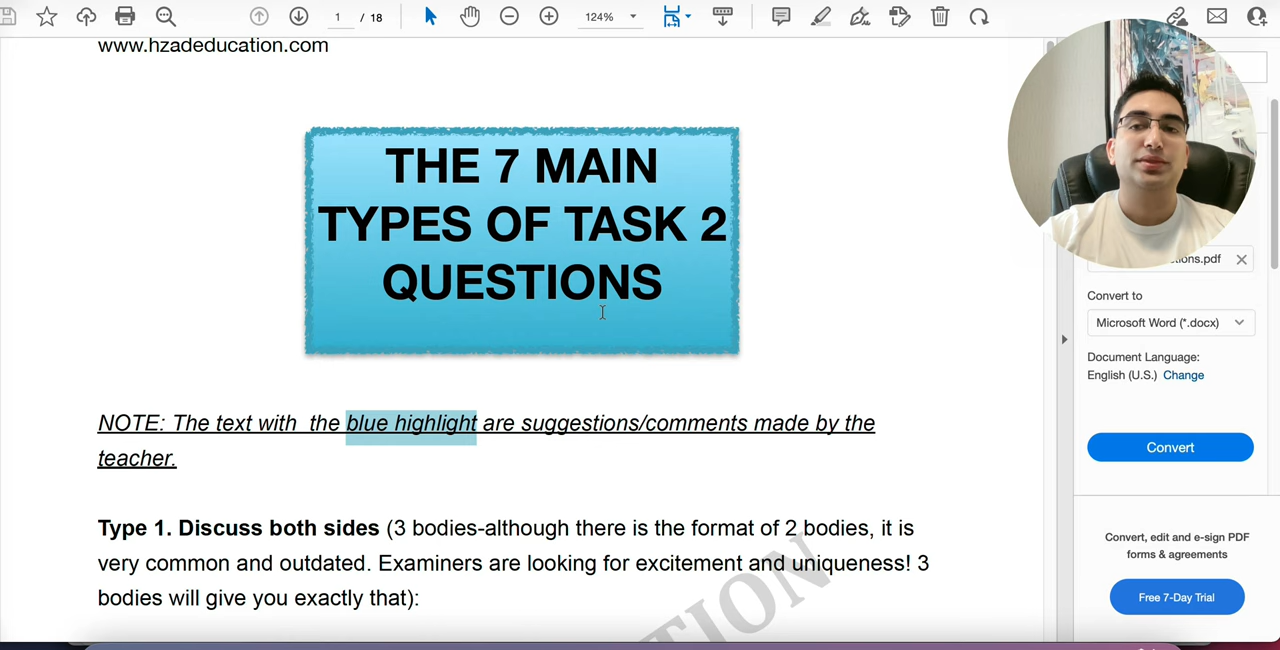 1 / 18
124%
www.hzadeducation.com
THE 7 MAIN
TYPES OF TASK 2
QUESTIONS
NOTE: The text with the blue highlight are suggestions/comments made by the
teacher.
Type 1. Discuss both sides (3 bodies-although there is the format of 2 bodies, it is
very common and outdated. Examiners are looking for excitement and uniqueness! 3
bodies will give you exactly that):
Convert to
Microsoft Word (*.docx)
Document Language:
English (U.S.) Change
Convert
Convert, edit and e-sign PDF
forms & agreements
Free 7-Day Trial